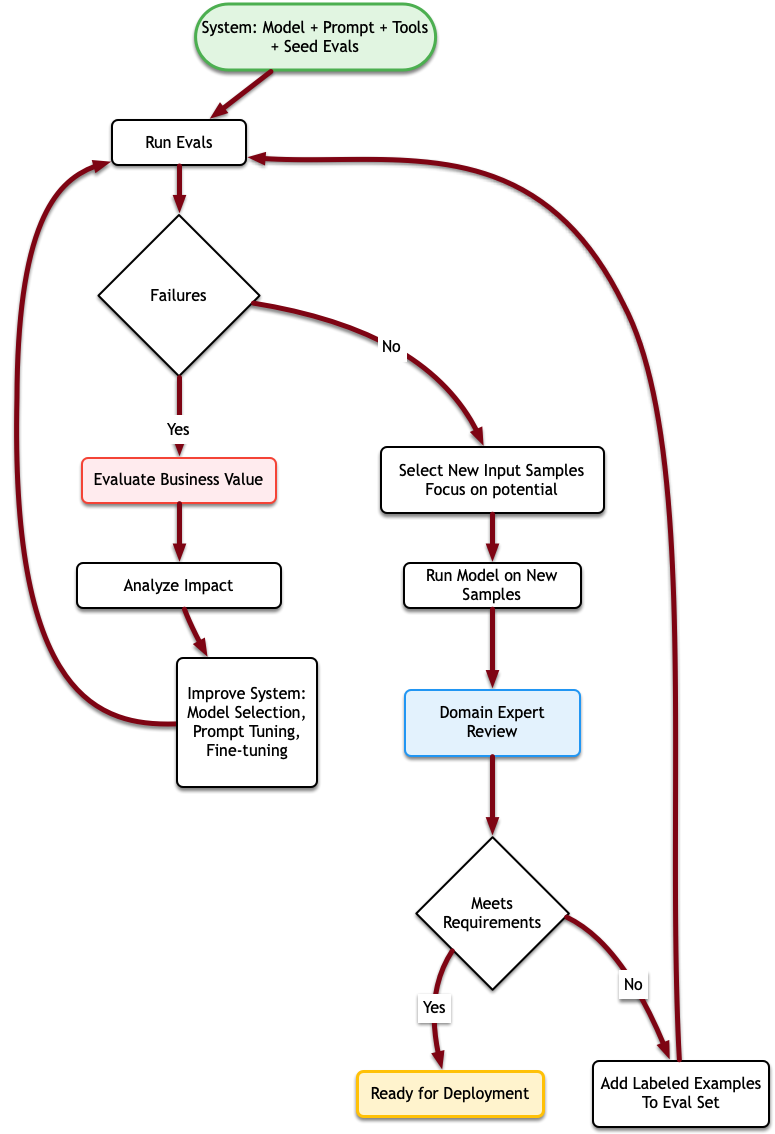 System: Model + Prompt + Tools
+ Seed Evals
Run Evals
Failures
No
Yes
Evaluate Business Value
Select New Input Samples
Focus on potential
Analyze Impact
Run Model on New
Samples
Improve System:
Model Selection,
Prompt Tuning,
Fine-tuning
Domain Expert
Review
Meets
Requirements
No
Yes
Ready for Deployment
Add Labeled Examples
To Eval Set